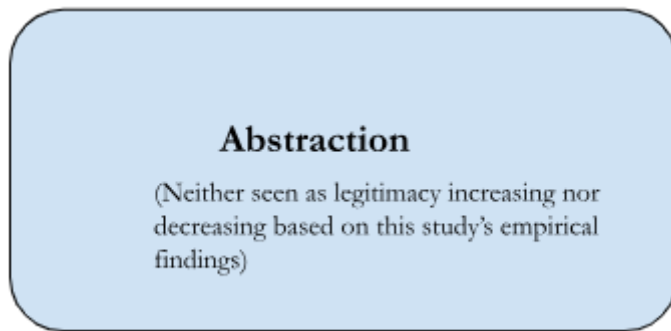 Abstraction
(Neither seen as legitimacy increasing nor
decreasing based on this study’s empirical
findings)